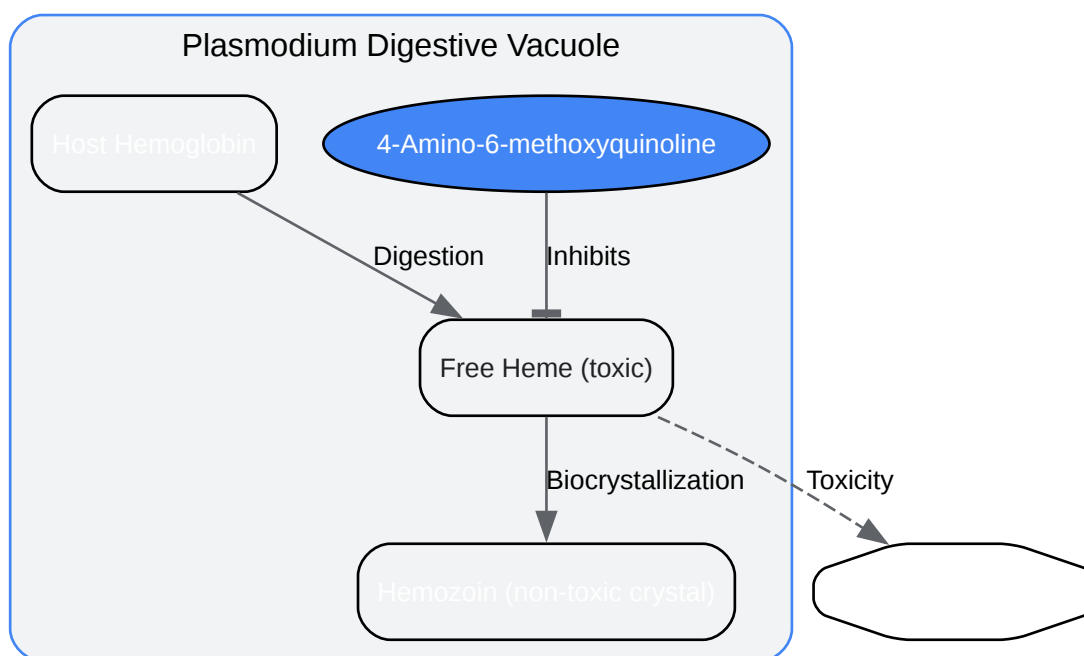 Plasmodium Digestive Vacuole
Host Hemoglobin
4-Amino-6-methoxyquinoline
Digestion
Inhibits
Free Heme (toxic)
Biocrystallization
Toxicity
Hemozoin (non-toxic crystal)